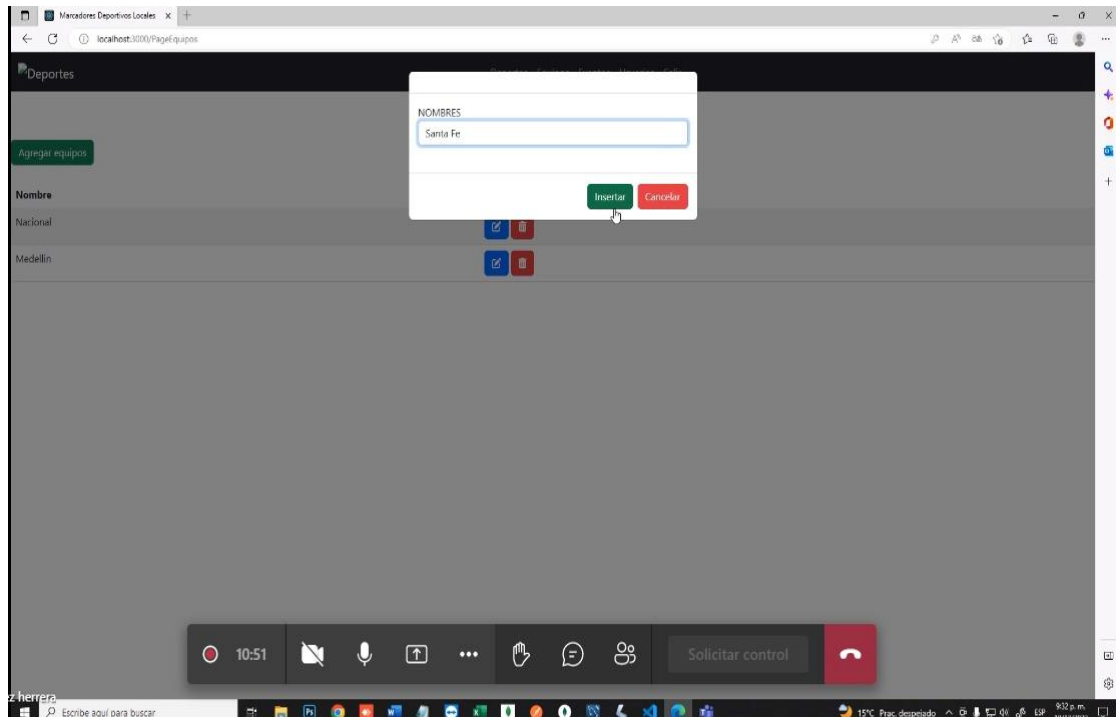 Marcadores Deportivos Locales
localhost:3000/PageEquipos
Deportes
NOMBRES
Santa Fe
Agregar equipos
Insertar Cancelar
Nombre
Nacional
Medellin
10:51
Solicitar control
z herrera
Escribe aquí para buscar
15°C Prac. despejado
ESP
9:32 p. m.